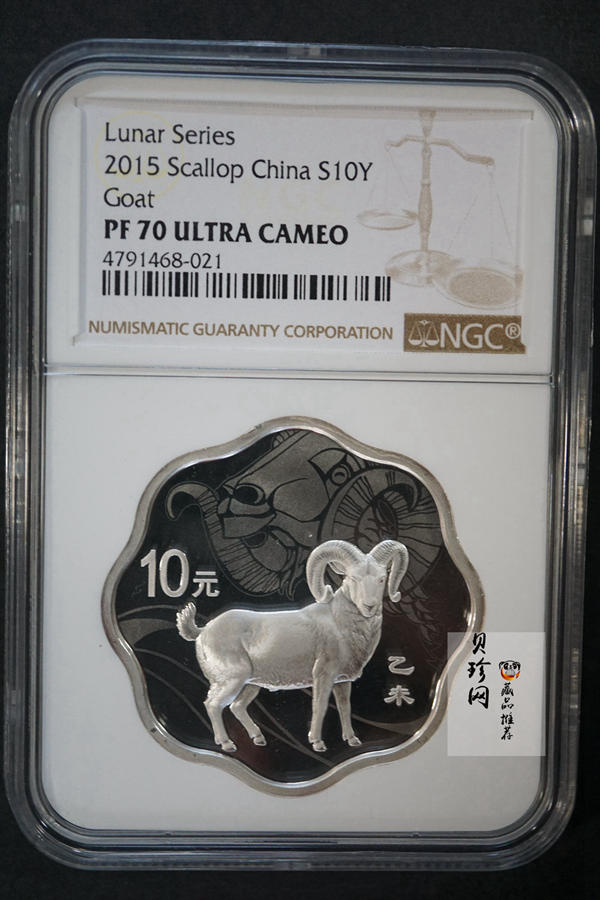 Lunar Series
2015 Scallop China S10Y
Goat
PF 70 ULTRA CAMEO
4791468-021
NUMISMATIC GUARANTY CORPORATION
NGC®
10元
乙未
贝珍网
藏品推荐